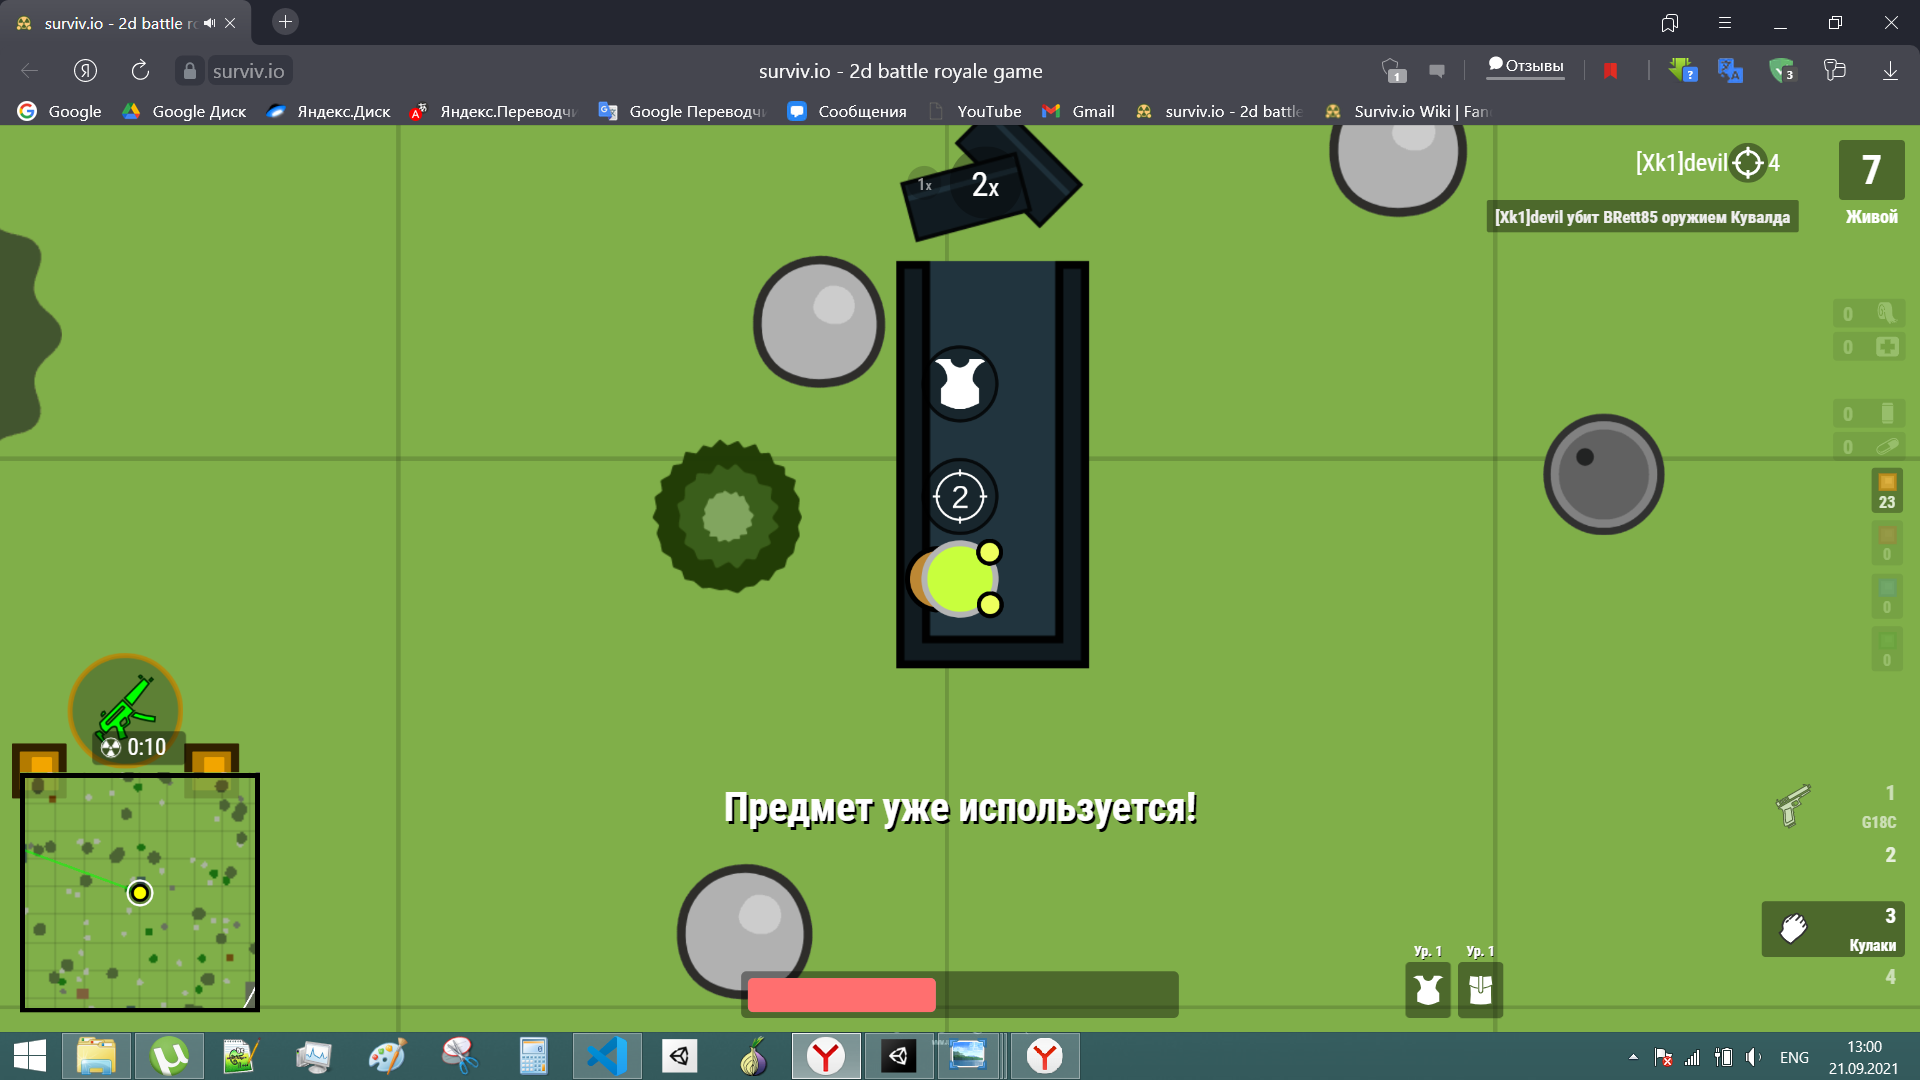 surviv.io - 2d battle r
Я
surviv.io
surviv.io - 2d battle royale game
1
Отзывы
?
3
Google
Google Диск
Яндекс.Диск
Яндекс.Переводчи
Google Переводчи
Сообщения
YouTube
Gmail
surviv.io - 2d battle
Surviv.io Wiki | Fan
1x
2x
[Xk1]devil 4
7
Живой
[Xk1]devil убит BRett85 оружием Кувалда
0
0
0
0
23
0
0
0
2
0:10
Предмет уже используется!
1
G18C
2
3
Кулаки
4
Ур. 1
Ур. 1
ENG
13:00
21.09.2021